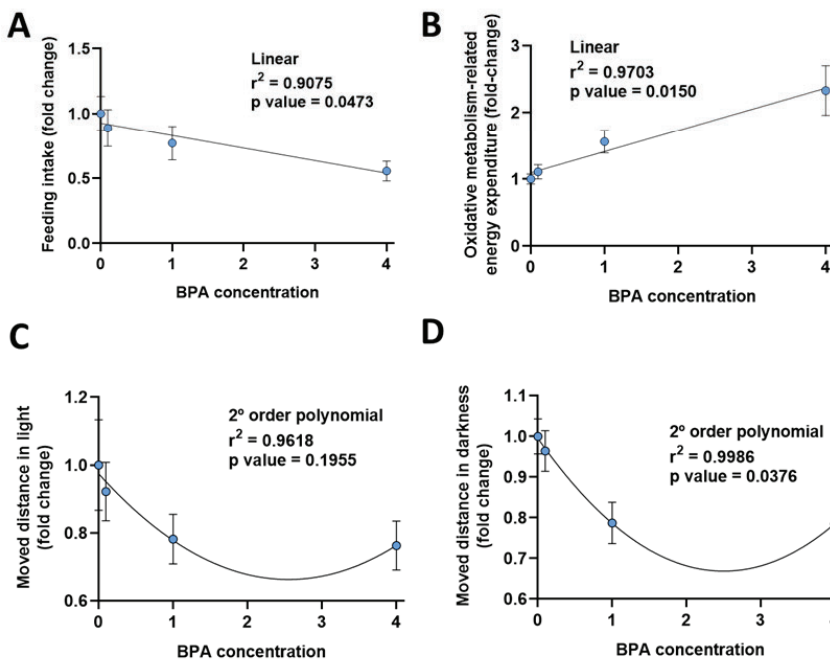 A
Feeding intake (fold change)
1.5
1.0
0.5
0.0
Linear
r² = 0.9075
p value = 0.0473
0 1 2 3 4
BPA concentration
B
Oxidative metabolism-related
energy expenditure (fold-change)
3
2
1
0
Linear
r² = 0.9703
p value = 0.0150
0 1 2 3 4
BPA concentration
C
Moved distance in light
(fold change)
1.2
1.0
0.8
0.6
2º order polynomial
r² = 0.9618
p value = 0.1955
0 1 2 3 4
BPA concentration
D
Moved distance in darkness
(fold change)
1.1
1.0
0.9
0.8
0.7
0.6
2º order polynomial
r² = 0.9986
p value = 0.0376
0 1 2 3
BPA concentration